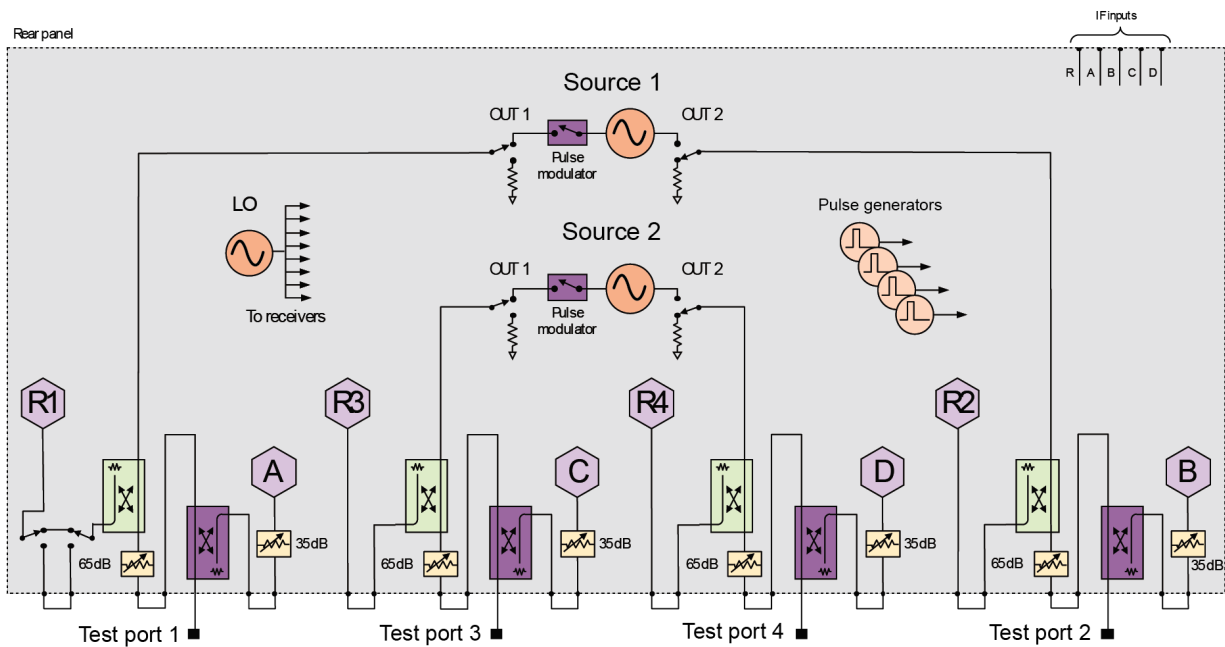 IF inputs
Rear panel
R A B C D
Source 1
OUT 1
OUT 2
Pulse
modulator
LO
Pulse generators
Source 2
OUT 1
OUT 2
To receivers
Pulse
modulator
R1
R3
R4
R2
A
C
D
B
35dB
35dB
35dB
35dB
65dB
65dB
65dB
65dB
Test port 1
Test port 3
Test port 4
Test port 2